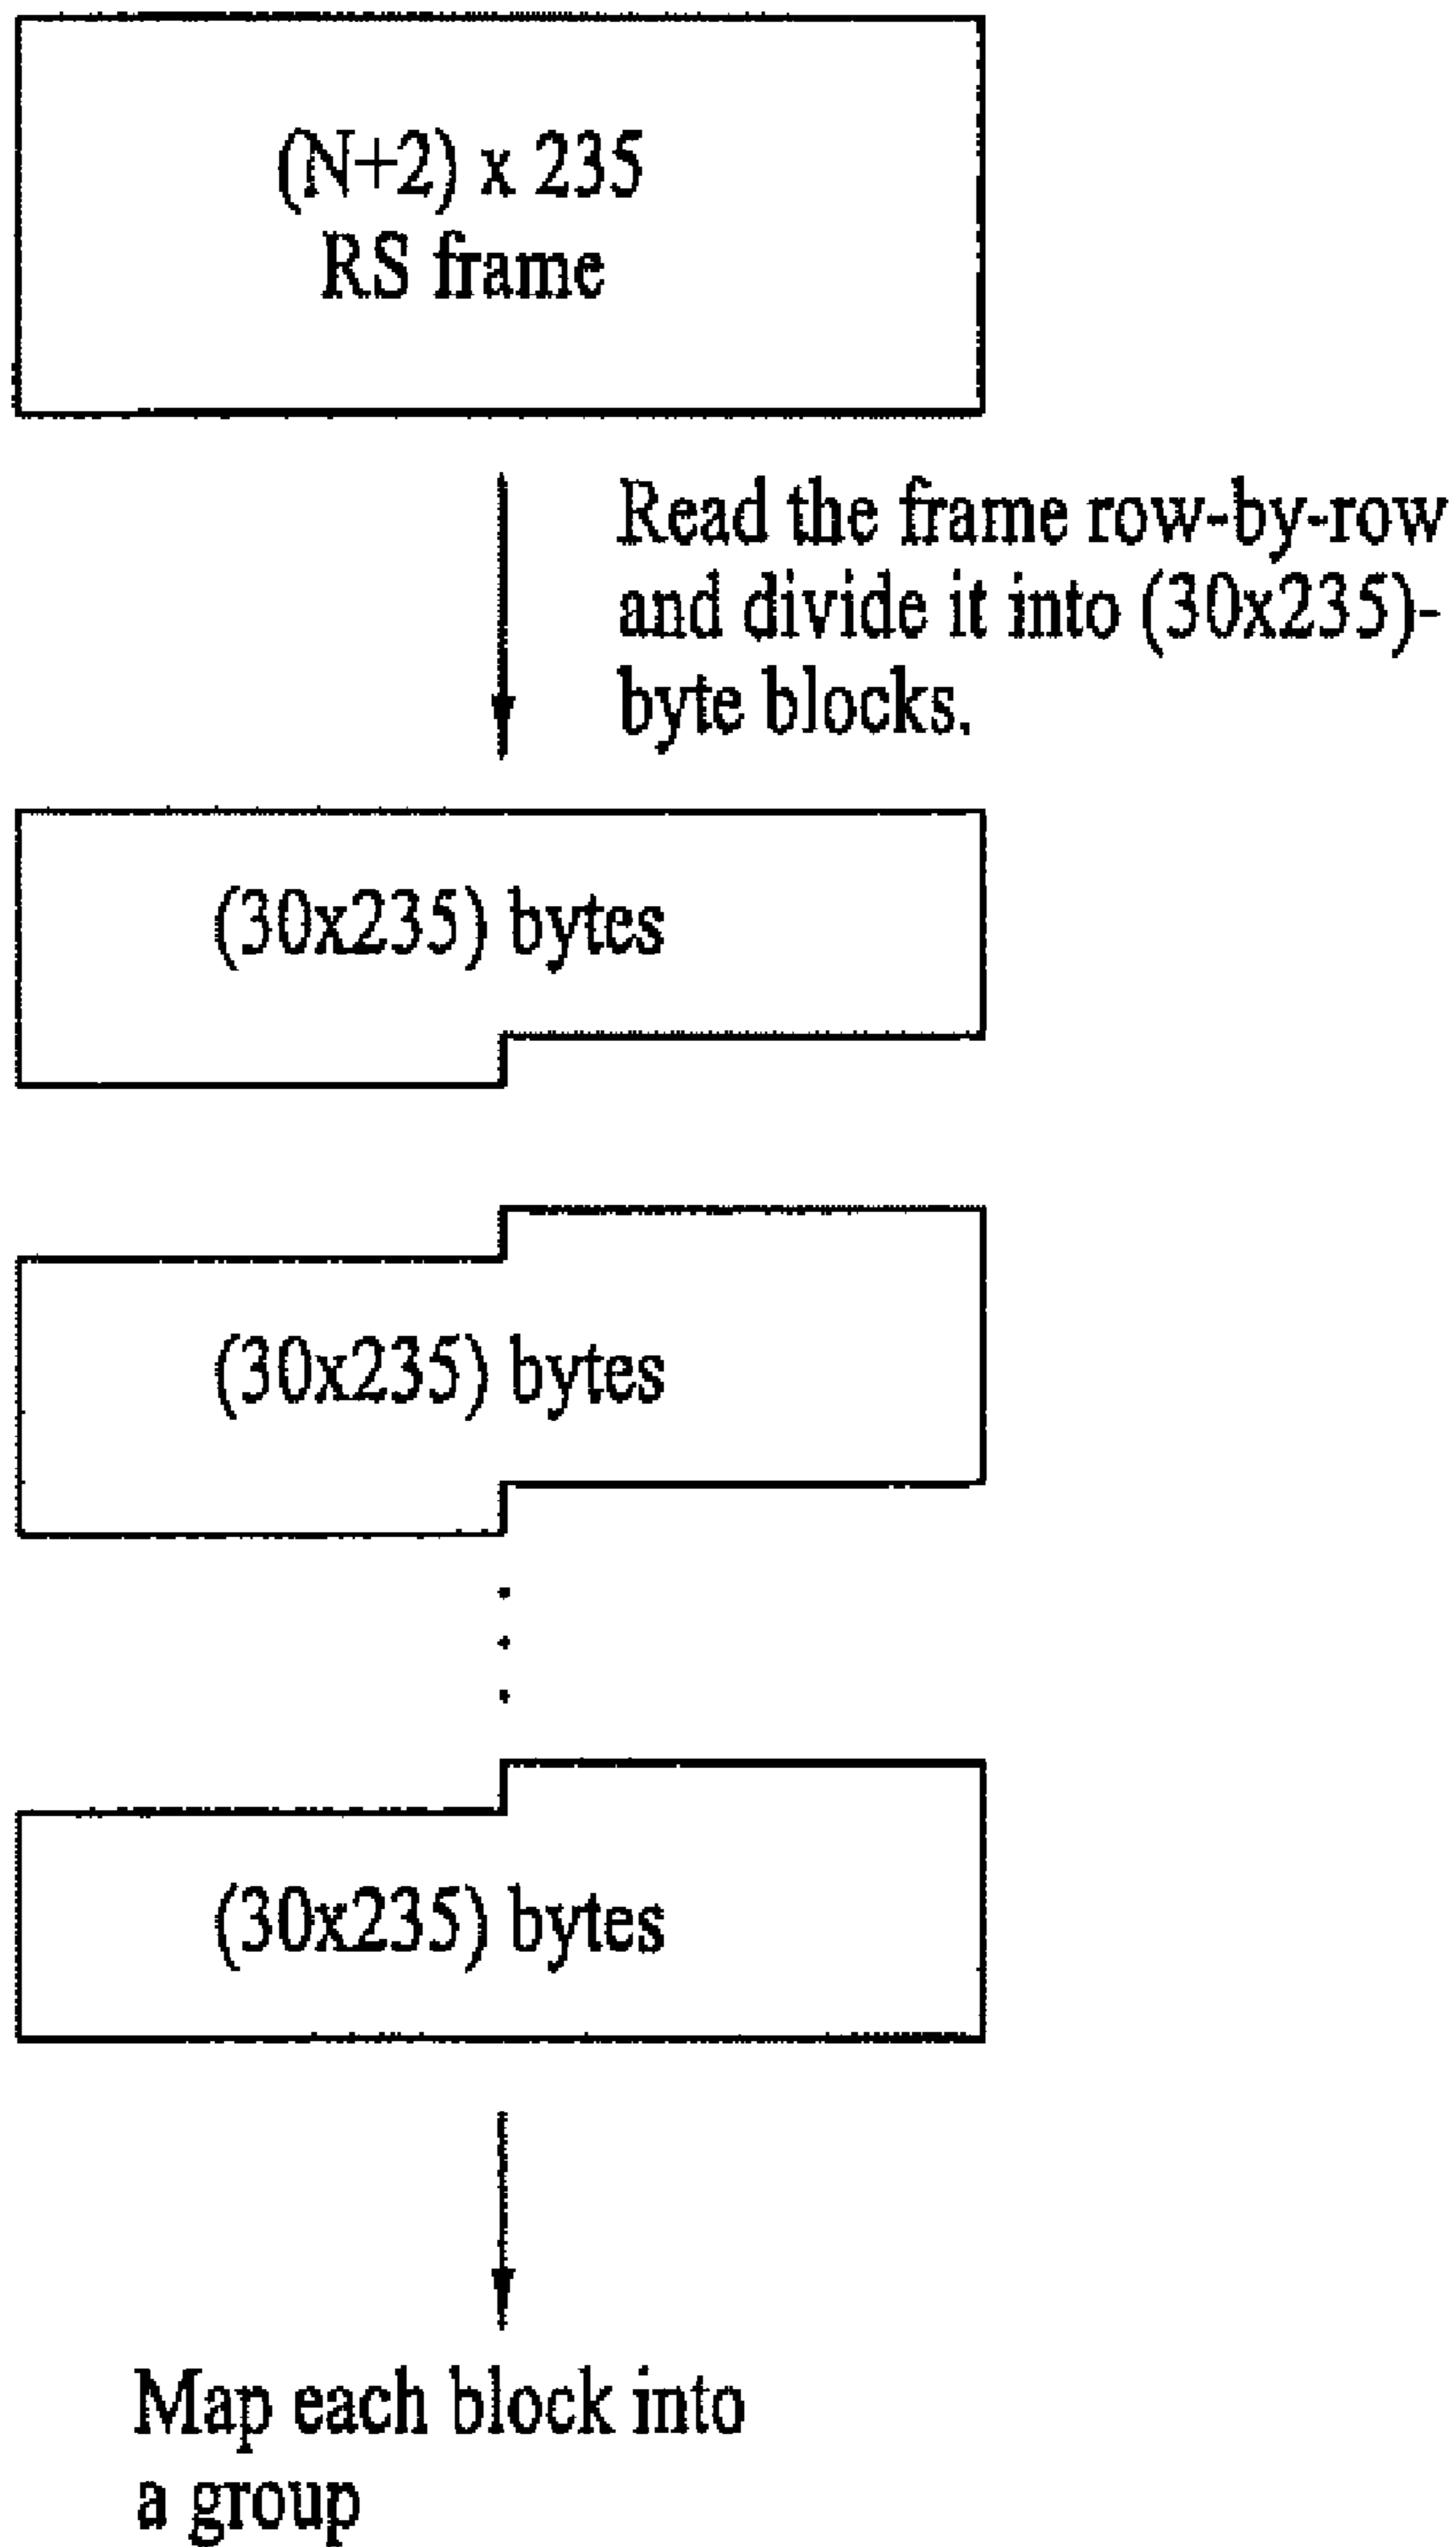 (N+2) x 235
RS frame
Read the frame row-by-row
and divide it into (30x235)-
byte blocks.
(30x235) bytes
(30x235) bytes
(30x235) bytes
Map each block into
a group